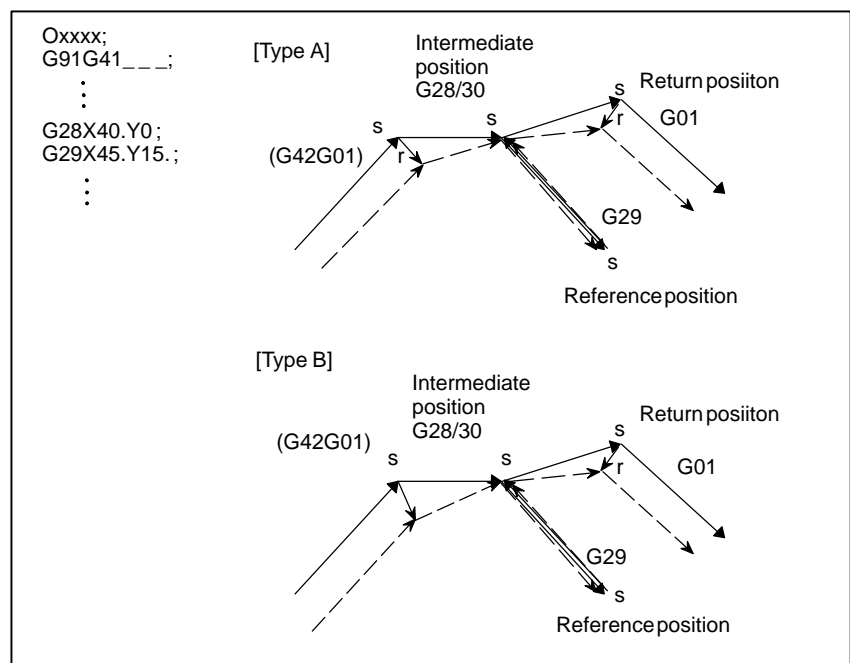 Oxxxx;
G91G41_ _ _;
G28X40.Y0 ;
G29X45.Y15. ;
[Type A]
Intermediate
position
G28/30
s
s
s
Return posiiton
r
G01
(G42G01)
r
G29
s
Reference position
[Type B]
Intermediate
position
G28/30
(G42G01)
s
s
s
Return posiiton
r
G01
G29
s
Reference position